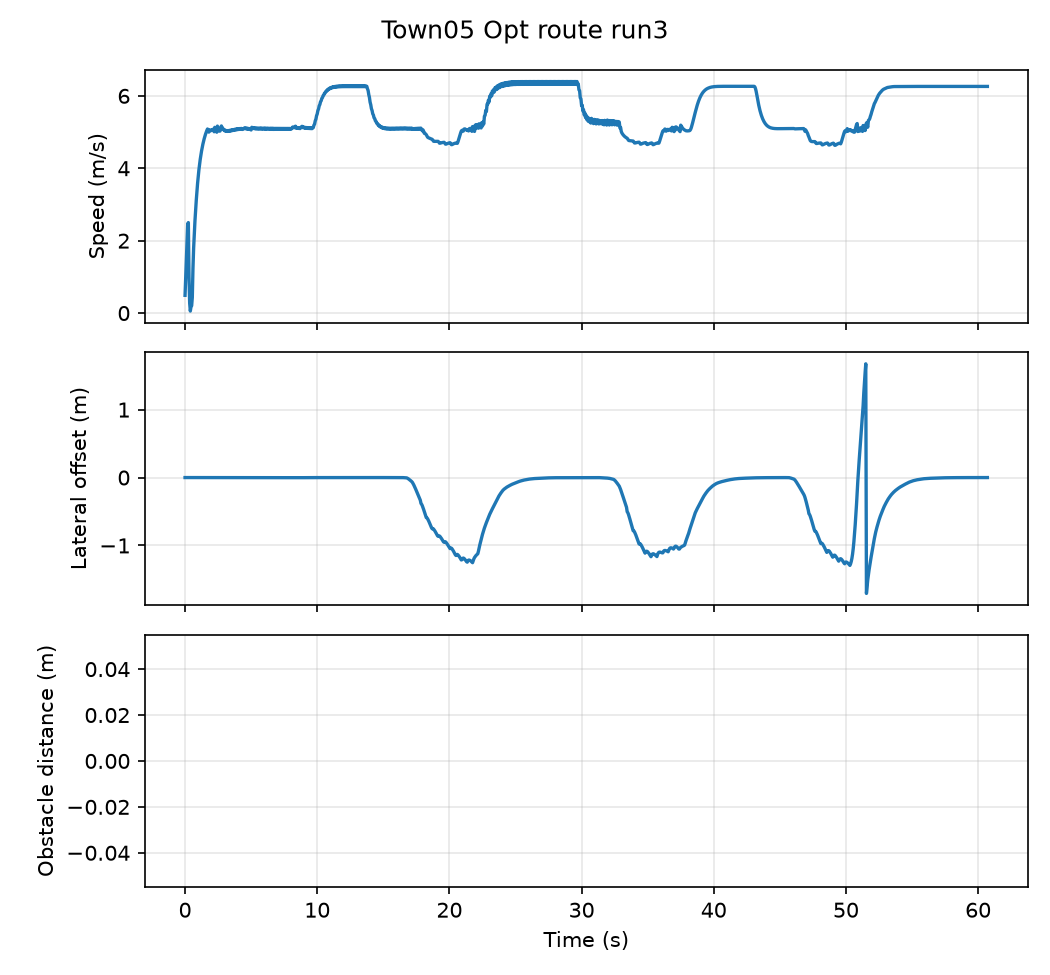 Town05 Opt route run3
Speed (m/s)
6
4
2
0
Lateral offset (m)
1
0
−1
Obstacle distance (m)
0.04
0.02
0.00
−0.02
−0.04
0 10 20 30 40 50 60
Time (s)